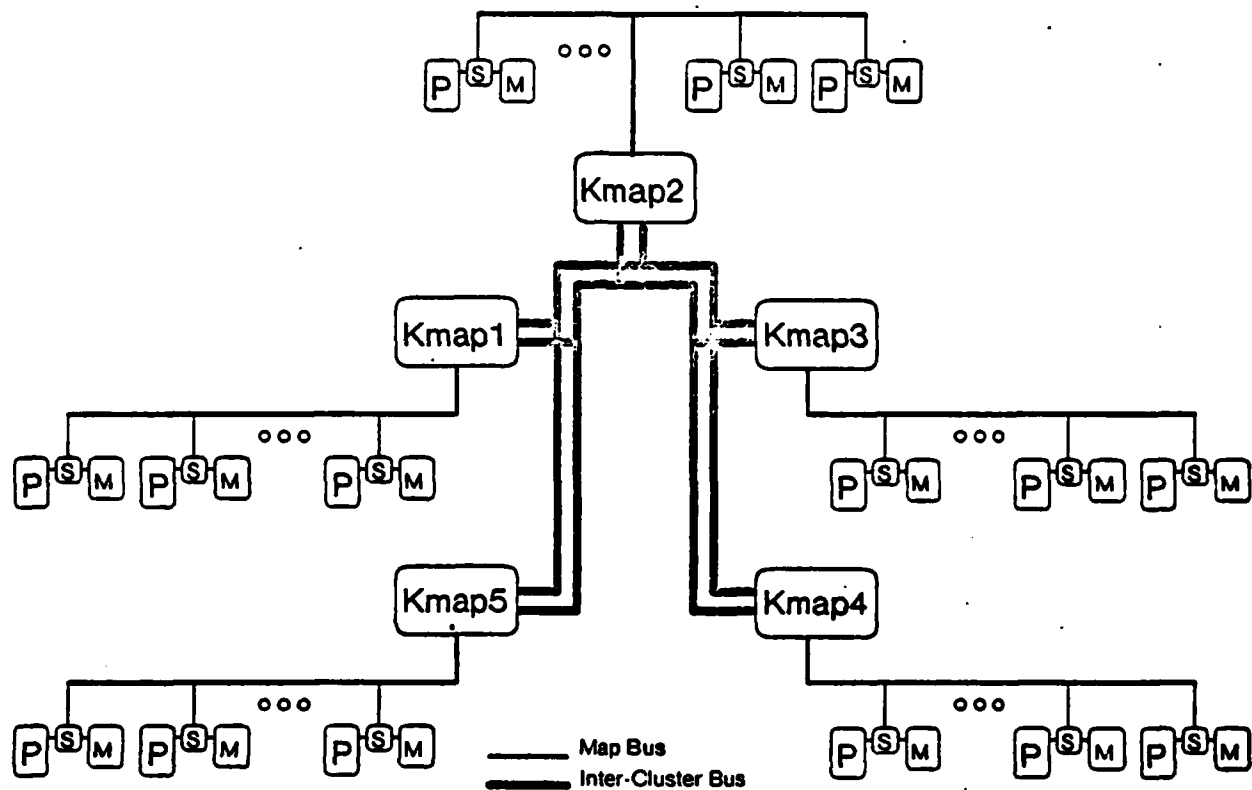 P S M ooo P S M P S M
Kmap2
Kmap1 Kmap3
P S M P S M ooo P S M
P S M ooo P S M P S M
Kmap5 Kmap4
P S M P S M ooo P S M
P S M ooo P S M P S M
Map Bus
Inter-Cluster Bus